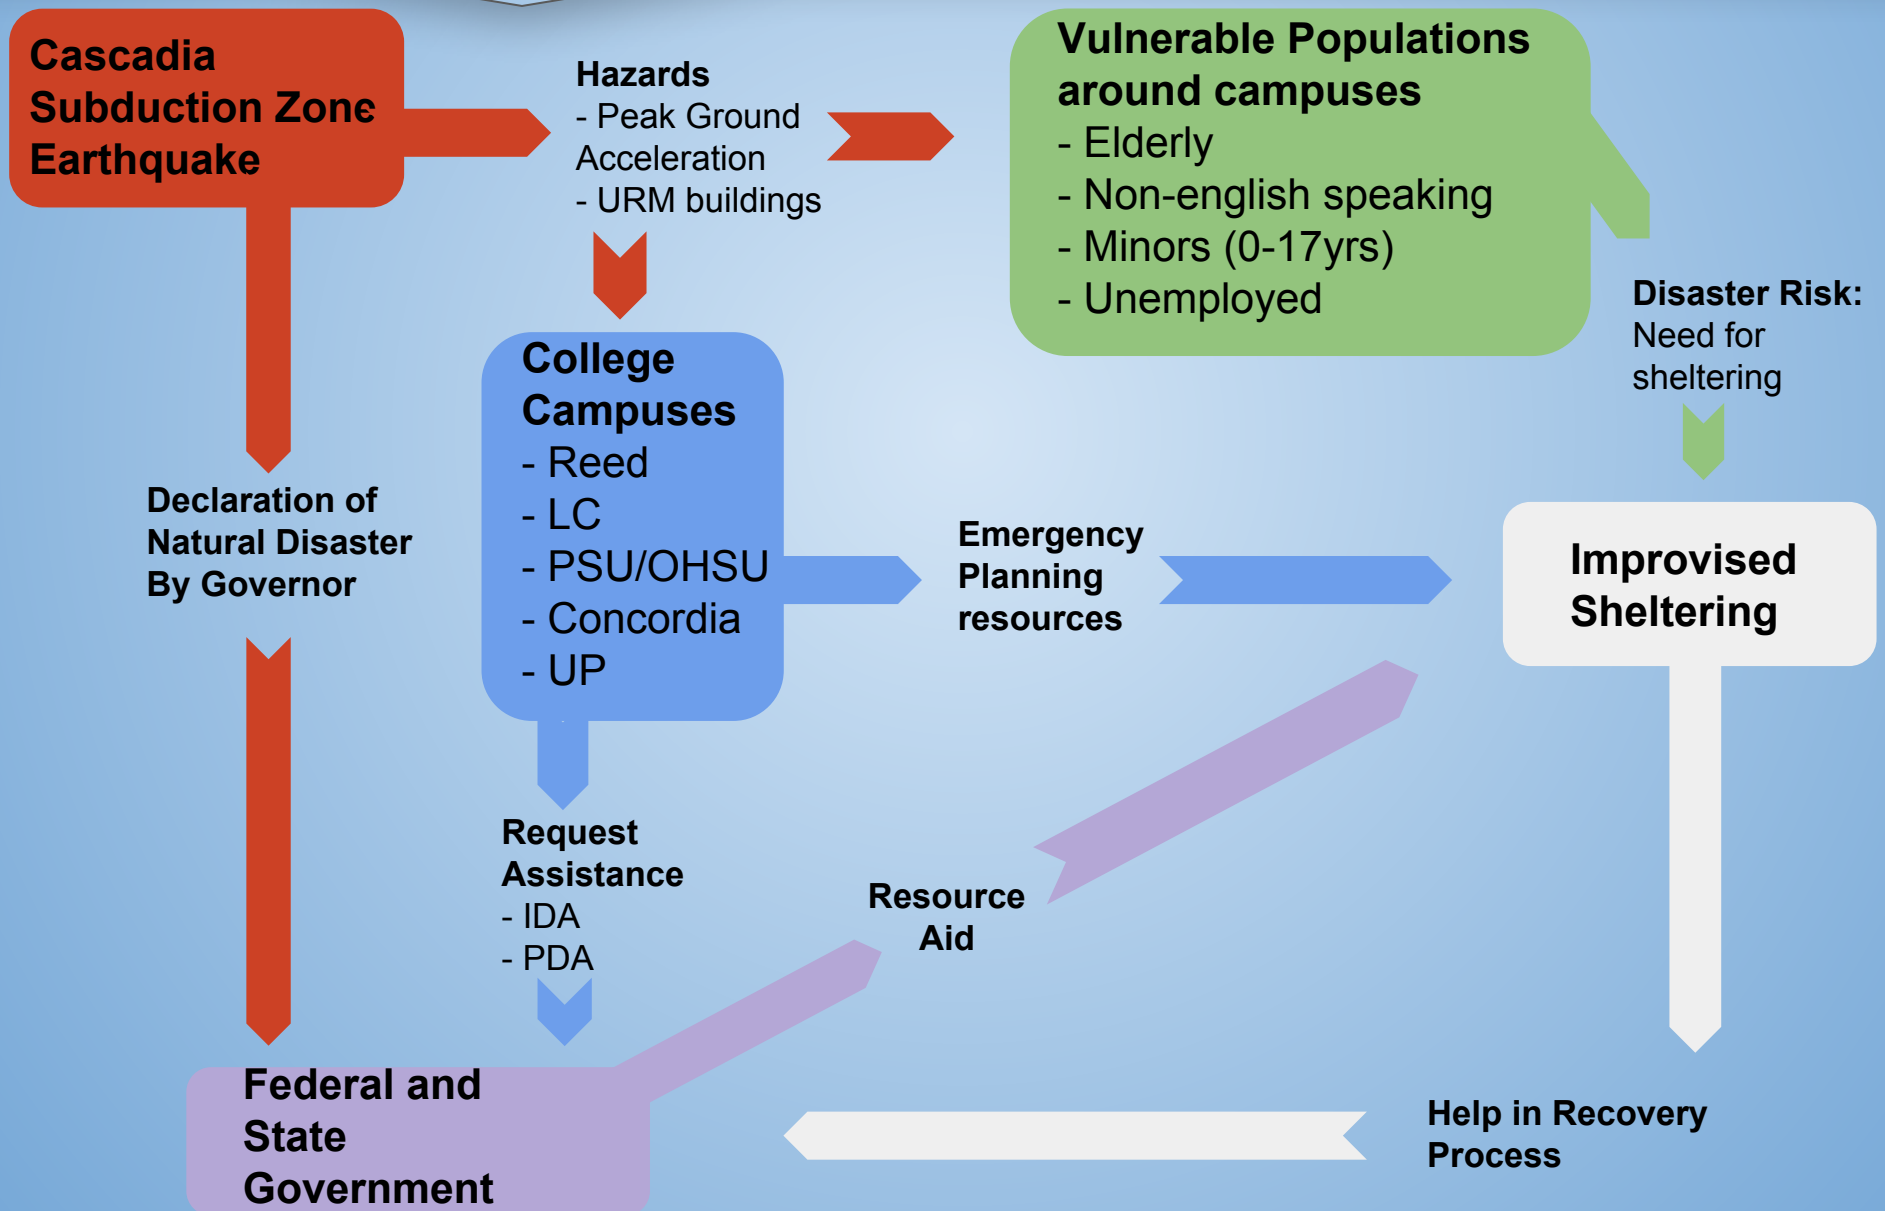 Cascadia
Subduction Zone
Earthquake
Hazards
- Peak Ground
Acceleration
- URM buildings
Vulnerable Populations
around campuses
- Elderly
- Non-english speaking
- Minors (0-17yrs)
- Unemployed
Disaster Risk:
Need for
sheltering
College
Campuses
- Reed
- LC
- PSU/OHSU
- Concordia
- UP
Declaration of
Natural Disaster
By Governor
Emergency
Planning
resources
Improvised
Sheltering
Request
Assistance
- IDA
- PDA
Resource
Aid
Federal and
State
Government
Help in Recovery
Process